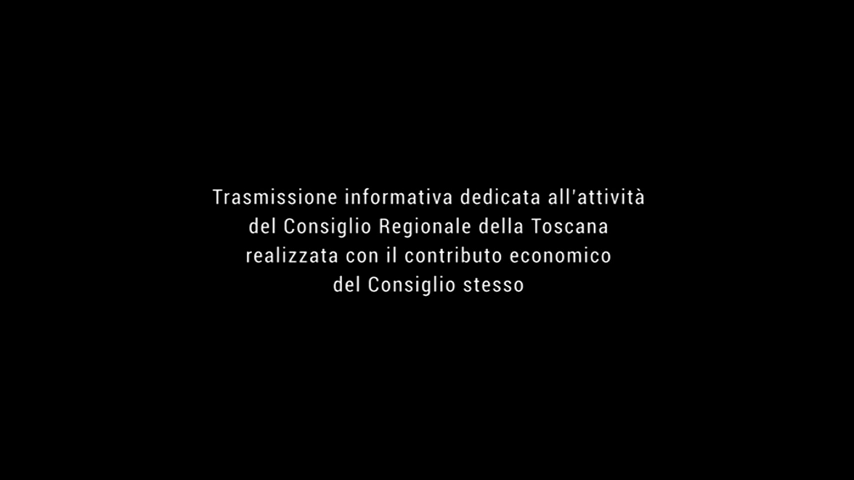 Trasmissione informativa dedicata all'attività
del Consiglio Regionale della Toscana
realizzata con il contributo economico
del Consiglio stesso